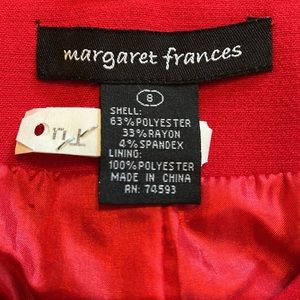 margaret frances
8
SHELL:
63% POLYESTER
33% RAYON
4% SPANDEX
LINING:
100% POLYESTER
MADE IN CHINA
RN: 74593